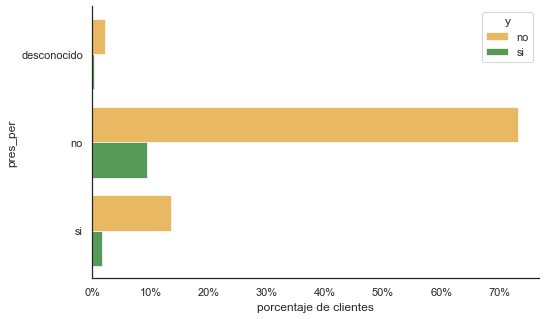 y
no
si
desconocido
no
si
pres_per
0% 10% 20% 30% 40% 50% 60% 70%
porcentaje de clientes